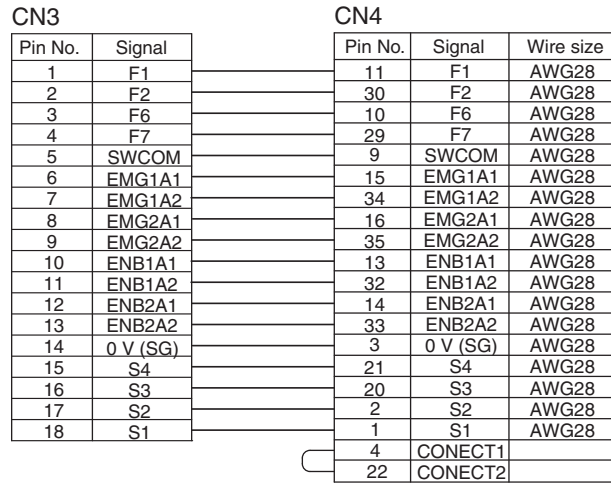 CN3 CN4
Pin No. Signal Pin No. Signal Wire size
1 F1 11 F1 AWG28
2 F2 30 F2 AWG28
3 F6 10 F6 AWG28
4 F7 29 F7 AWG28
5 SWCOM 9 SWCOM AWG28
6 EMG1A1 15 EMG1A1 AWG28
7 EMG1A2 34 EMG1A2 AWG28
8 EMG2A1 16 EMG2A1 AWG28
9 EMG2A2 35 EMG2A2 AWG28
10 ENB1A1 13 ENB1A1 AWG28
11 ENB1A2 32 ENB1A2 AWG28
12 ENB2A1 14 ENB2A1 AWG28
13 ENB2A2 33 ENB2A2 AWG28
14 0 V (SG) 3 0 V (SG) AWG28
15 S4 21 S4 AWG28
16 S3 20 S3 AWG28
17 S2 2 S2 AWG28
18 S1 1 S1 AWG28
4 CONECT1
22 CONECT2